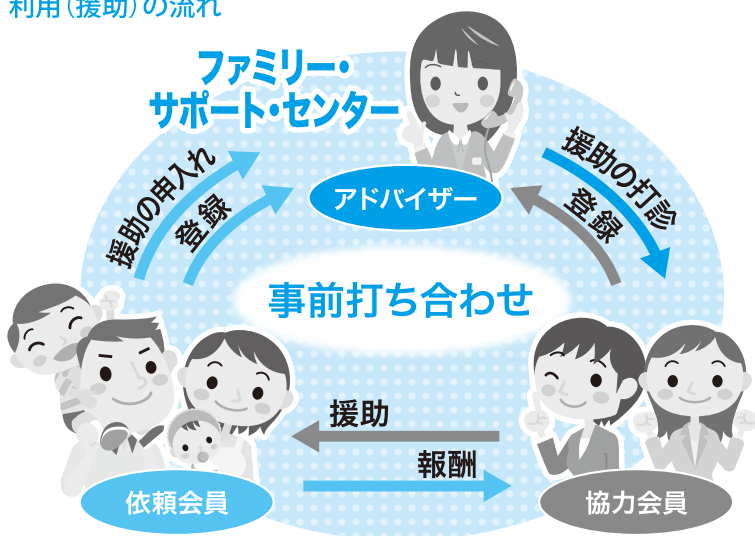 利用（援助）の流れ
ファミリー・
サポート・センター
援助の申入れ
登録
アドバイザー
援助の打診
登録
事前打ち合わせ
援助
報酬
依頼会員
協力会員